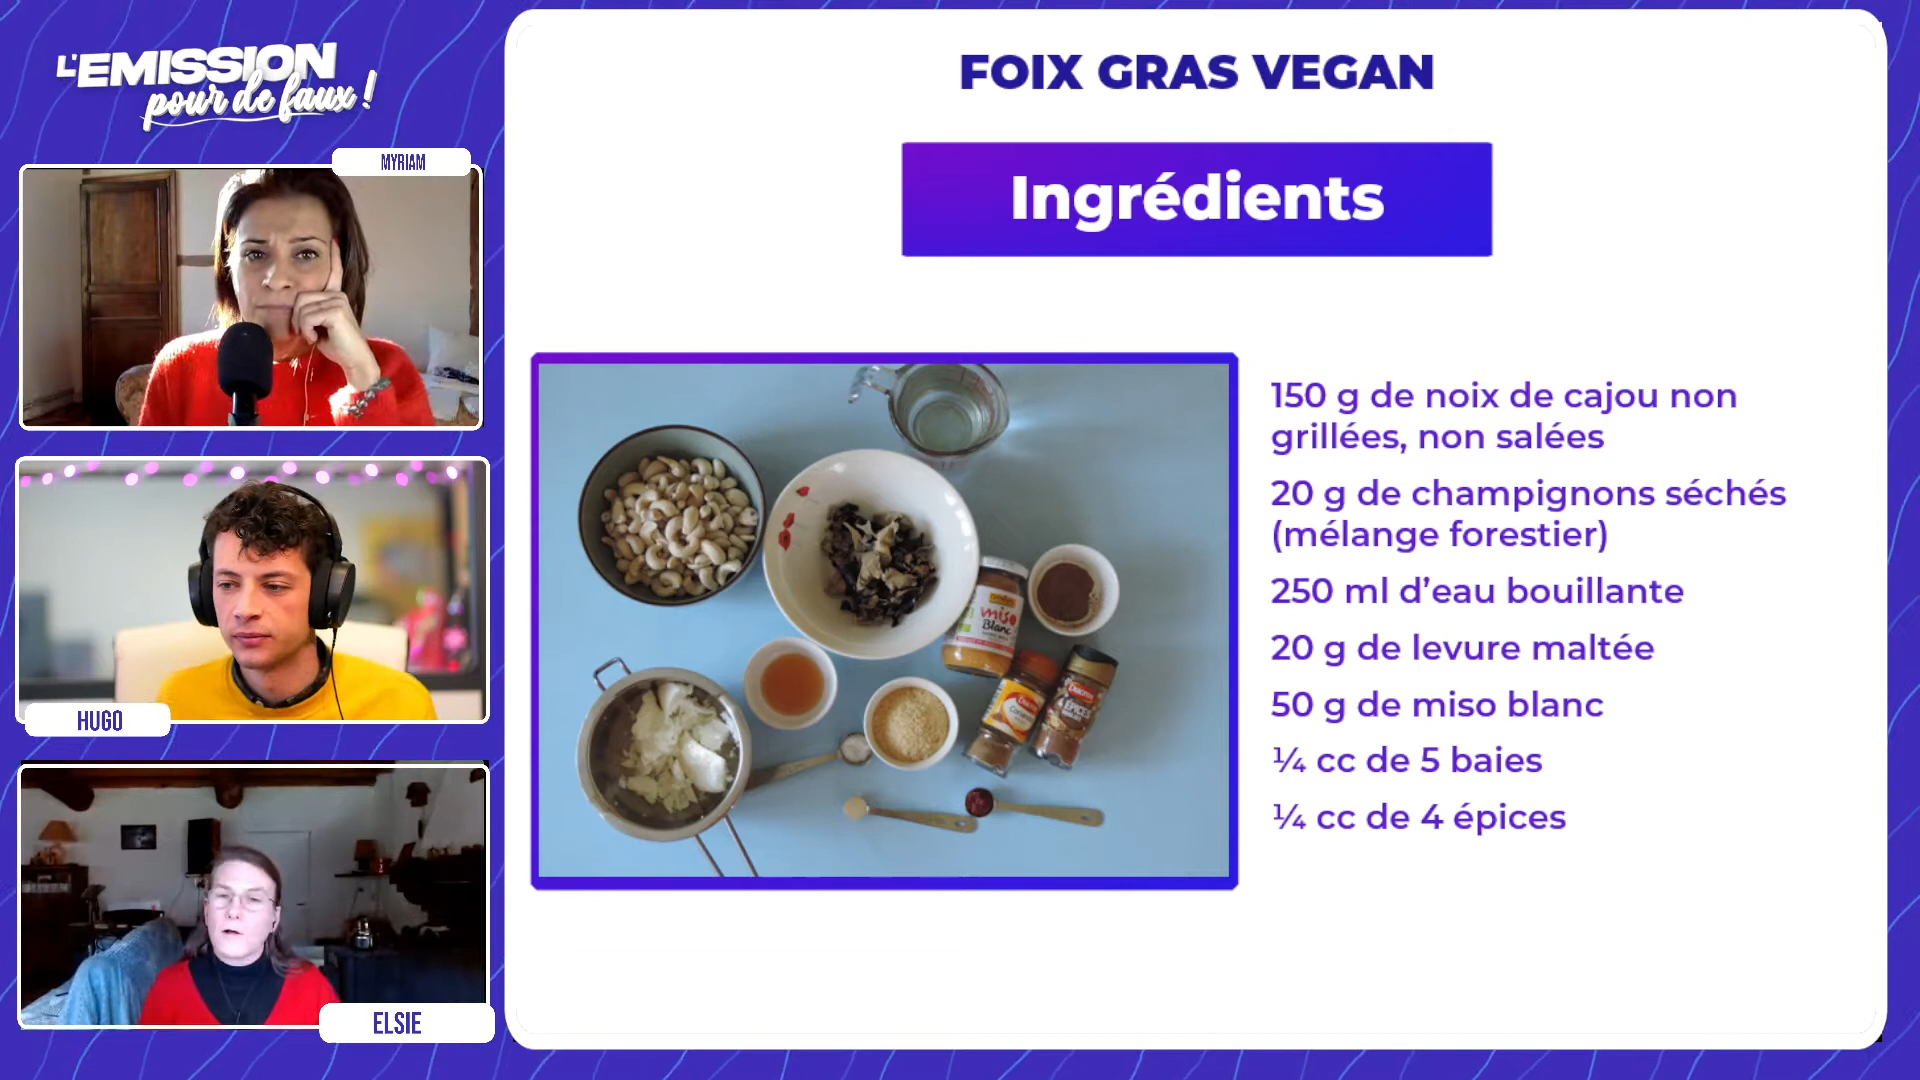 L'EMISSION
pour de faux !
MYRIAM
HUGO
ELSIE
FOIX GRAS VEGAN
Ingrédients
miso
Blanc
Ducros
ÉPICES
150 g de noix de cajou non
grillées, non salées
20 g de champignons séchés
(mélange forestier)
250 ml d’eau bouillante
20 g de levure maltée
50 g de miso blanc
¼ cc de 5 baies
¼ cc de 4 épices